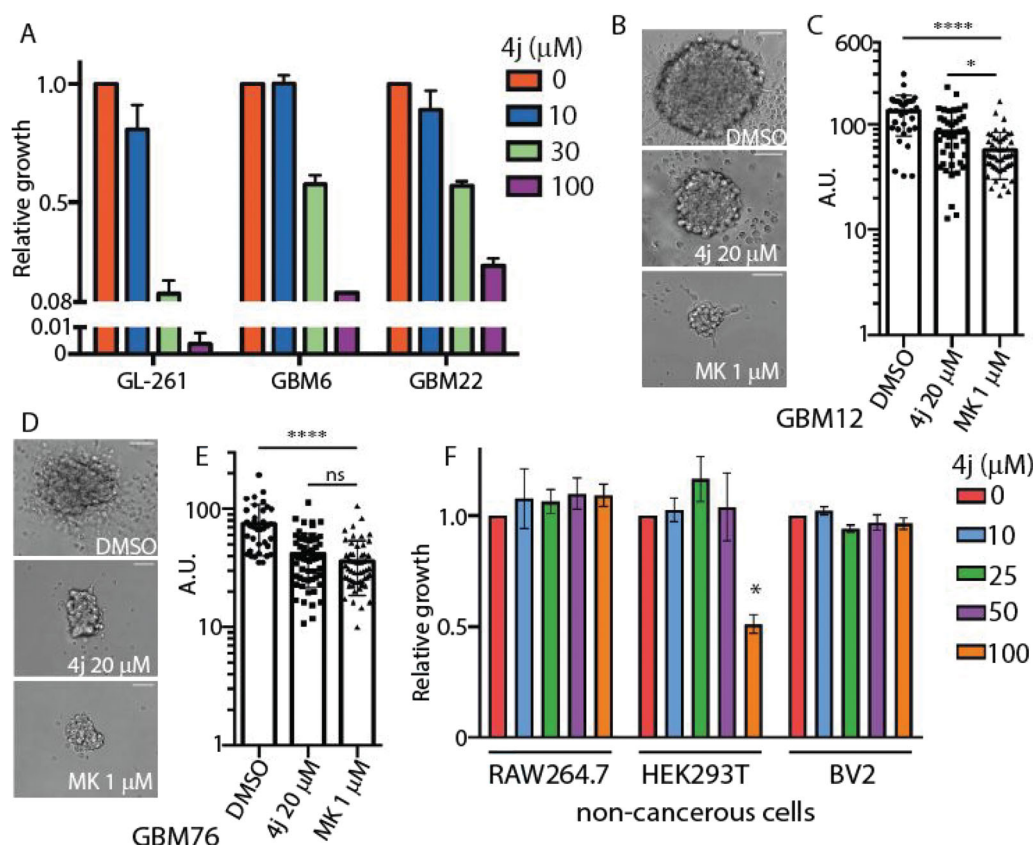 A
Relative growth
1.0
0.5
0.08
0.01
0
GL-261 GBM6 GBM22
4j (μM)
0
10
30
100
B
DMSO
4j 20 μM
MK 1 μM
C
A.U.
600
100
10
1
****
*
DMSO
4j 20 μM
MK 1 μM
GBM12
D
DMSO
4j 20 μM
MK 1 μM
E
A.U.
100
10
1
****
ns
DMSO
4j 20 μM
MK 1 μM
GBM76
F
Relative growth
1.0
0.5
0
*
RAW264.7 HEK293T BV2
non-cancerous cells
4j (μM)
0
10
25
50
100